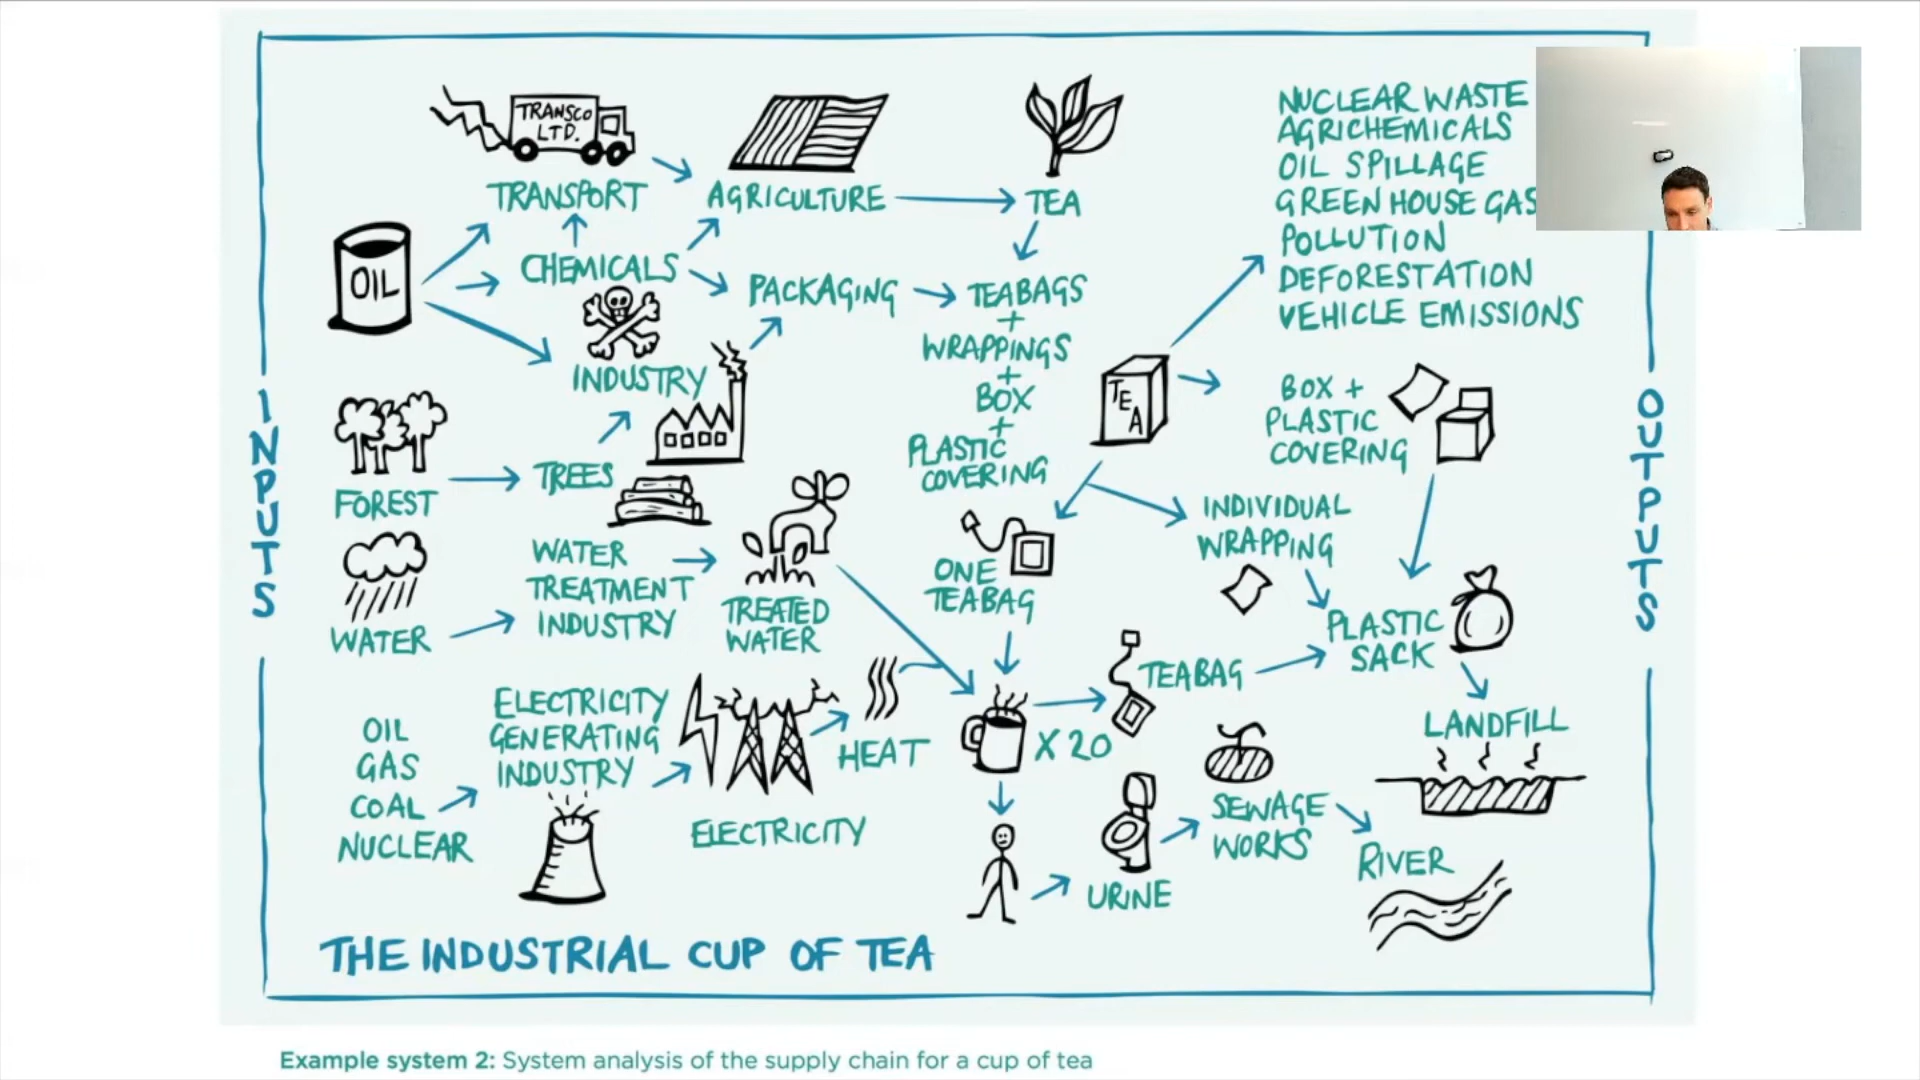 TRANSCO
LTD.
TRANSPORT
AGRICULTURE
TEA
NUCLEAR WASTE
AGRICHEMICALS
OIL SPILLAGE
GREEN HOUSE GAS
POLLUTION
DEFORESTATION
VEHICLE EMISSIONS
OIL
CHEMICALS
PACKAGING
TEABAGS
+
WRAPPINGS
+
BOX
+
PLASTIC
COVERING
INDUSTRY
TEA
BOX +
PLASTIC
COVERING
INPUTS
OUTPUTS
FOREST
TREES
INDIVIDUAL
WRAPPING
WATER
WATER
TREATMENT
INDUSTRY
TREATED
WATER
ONE
TEABAG
PLASTIC
SACK
TEABAG
LANDFILL
OIL
GAS
COAL
NUCLEAR
ELECTRICITY
GENERATING
INDUSTRY
ELECTRICITY
HEAT
X 20
URINE
SEWAGE
WORKS
RIVER
THE INDUSTRIAL CUP OF TEA
Example system 2: System analysis of the supply chain for a cup of tea